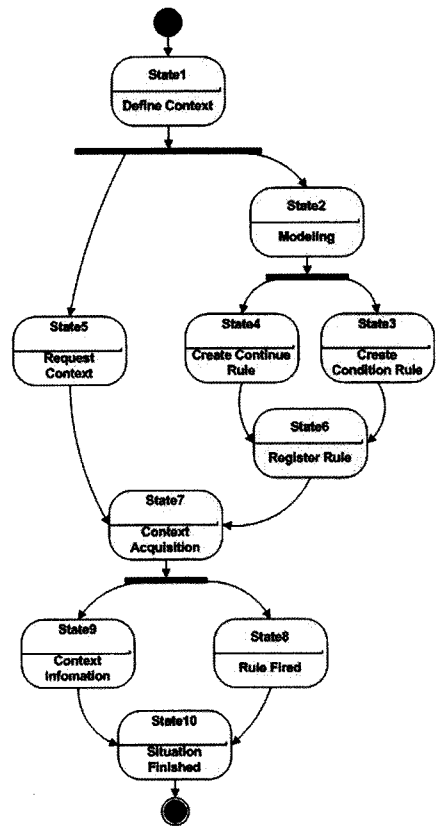 State1
Define Context
State2
Modeling
State5
Request
Context
State4
Create Continue
Rule
State3
Create
Condition Rule
State6
Register Rule
State7
Context
Acquisition
State9
Context
Infomation
State8
Rule Fired
State10
Situation
Finished